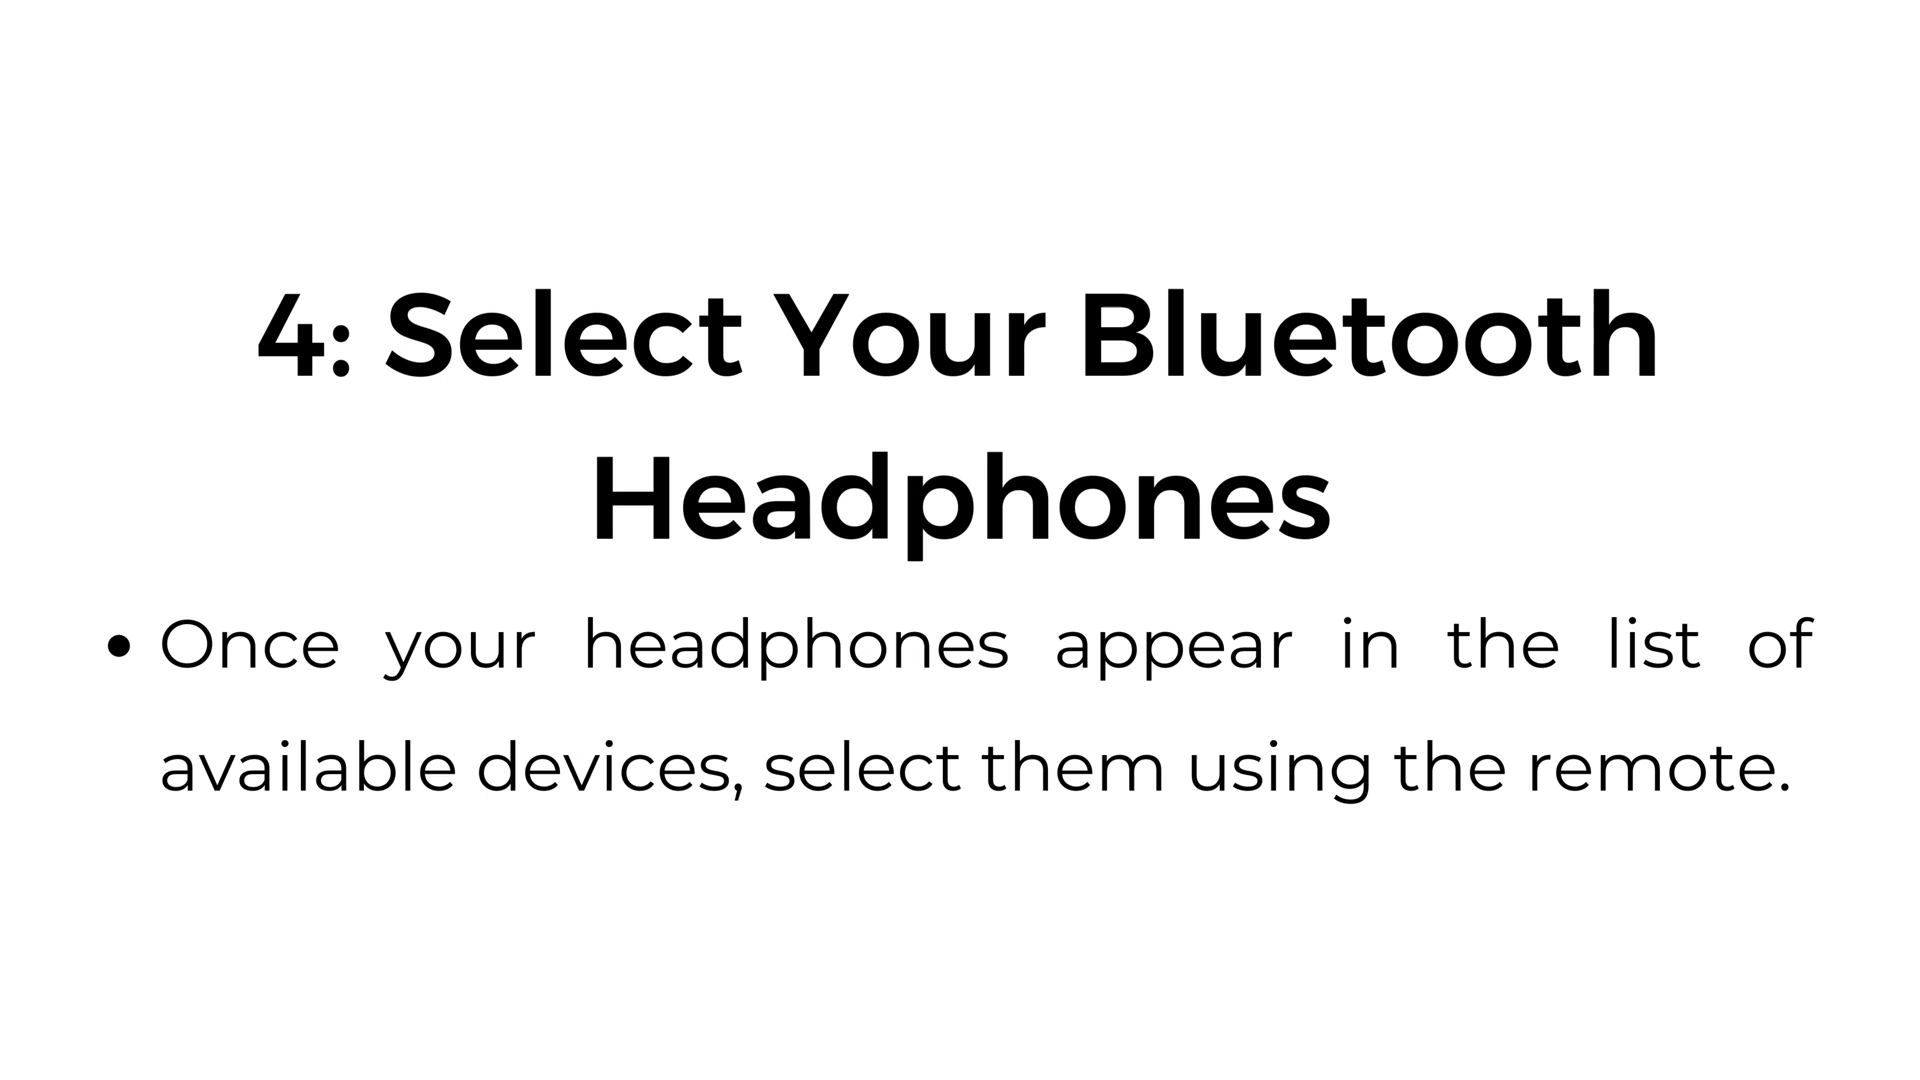 4: Select Your Bluetooth
Headphones
• Once your headphones appear in the list of
available devices, select them using the remote.